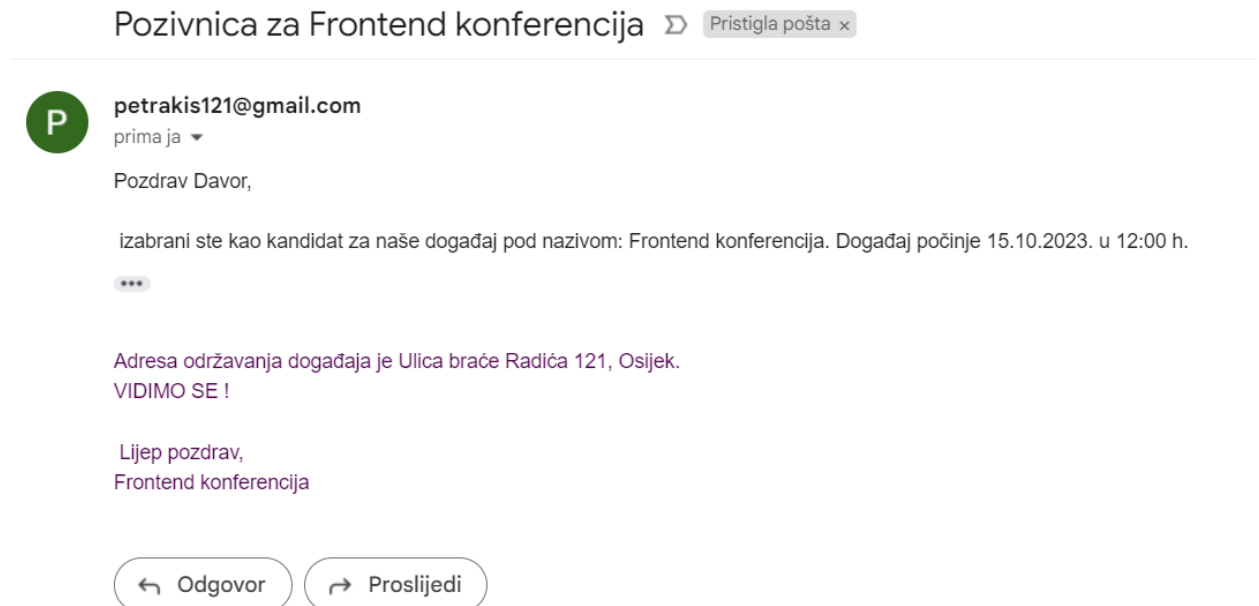 Pozivnica za Frontend konferencija Pristigla pošta ×
P
petrakis121@gmail.com
prima ja
Pozdrav Davor,
izabrani ste kao kandidat za naše događaj pod nazivom: Frontend konferencija. Događaj počinje 15.10.2023. u 12:00 h.
Adresa održavanja događaja je Ulica braće Radića 121, Osijek.
VIDIMO SE !
Lijep pozdrav,
Frontend konferencija
Odgovor Proslijedi